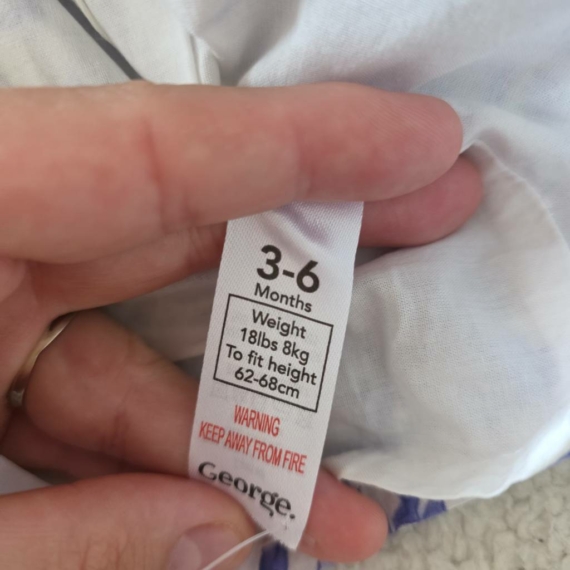 3-6
Months
Weight
18lbs 8kg
To fit height
62-68cm
WARNING
KEEP AWAY FROM FIRE
George.